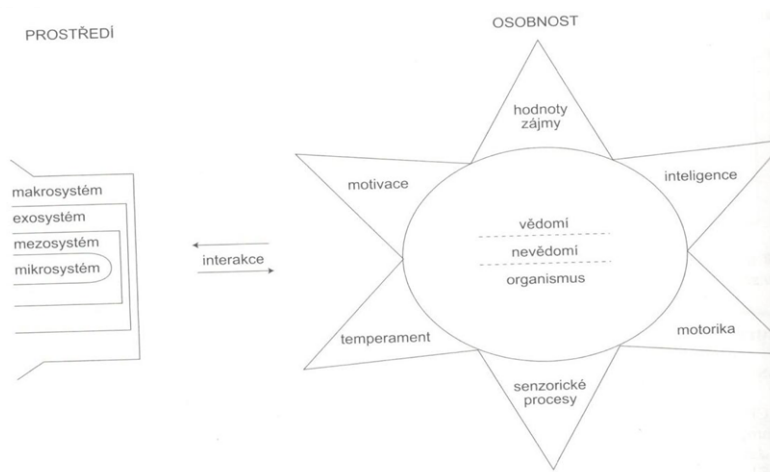 PROSTŘEDÍ
OSOBNOST
makrosystém
exosystém
mezosystém
mikrosystém
interakce
hodnoty
zájmy
motivace
inteligence
vědomí
nevědomí
organismus
temperament
motorika
senzorické
procesy